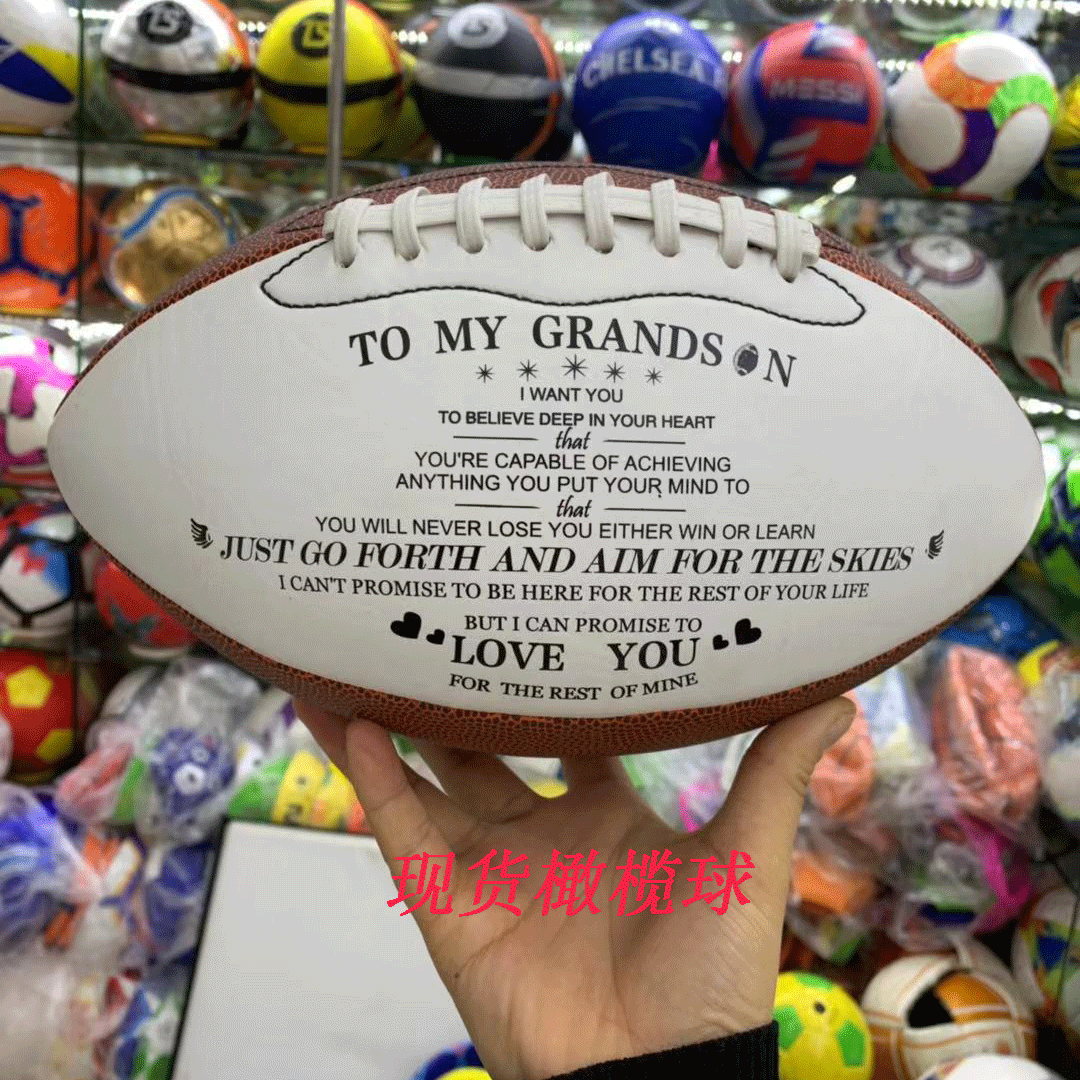 CHELSEA F
MESSI
TO MY GRANDSON
I WANT YOU
TO BELIEVE DEEP IN YOUR HEART
that
YOU'RE CAPABLE OF ACHIEVING
ANYTHING YOU PUT YOUR MIND TO
that
YOU WILL NEVER LOSE YOU EITHER WIN OR LEARN
JUST GO FORTH AND AIM FOR THE SKIES
I CAN'T PROMISE TO BE HERE FOR THE REST OF YOUR LIFE
BUT I CAN PROMISE TO
LOVE YOU
FOR THE REST OF MINE
现货橄榄球